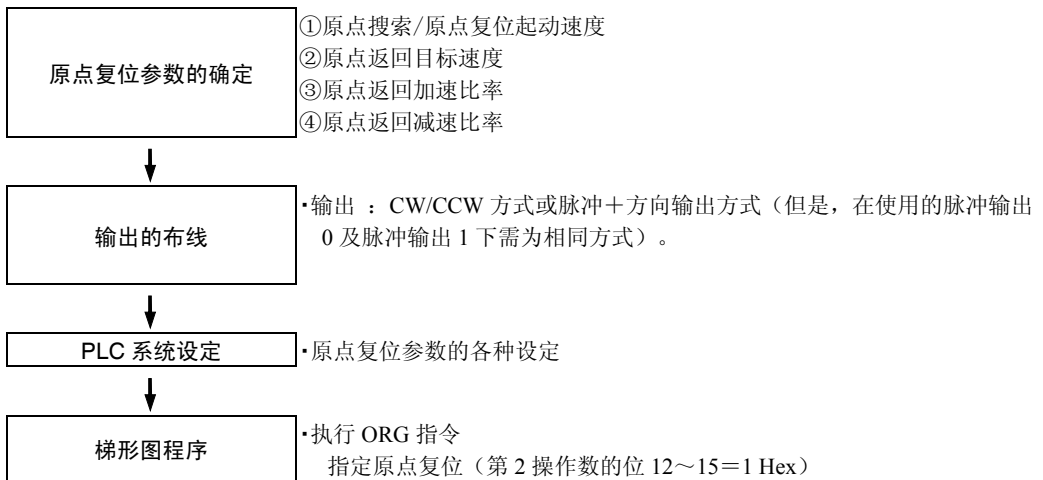 原点复位参数的确定
①原点搜索/原点复位起动速度
②原点返回目标速度
③原点返回加速比率
④原点返回减速比率
输出的布线
·输出 ：CW/CCW 方式或脉冲＋方向输出方式（但是，在使用的脉冲输出
0 及脉冲输出 1 下需为相同方式）。
PLC 系统设定
·原点复位参数的各种设定
梯形图程序
·执行 ORG 指令
指定原点复位（第 2 操作数的位 12～15＝1 Hex）